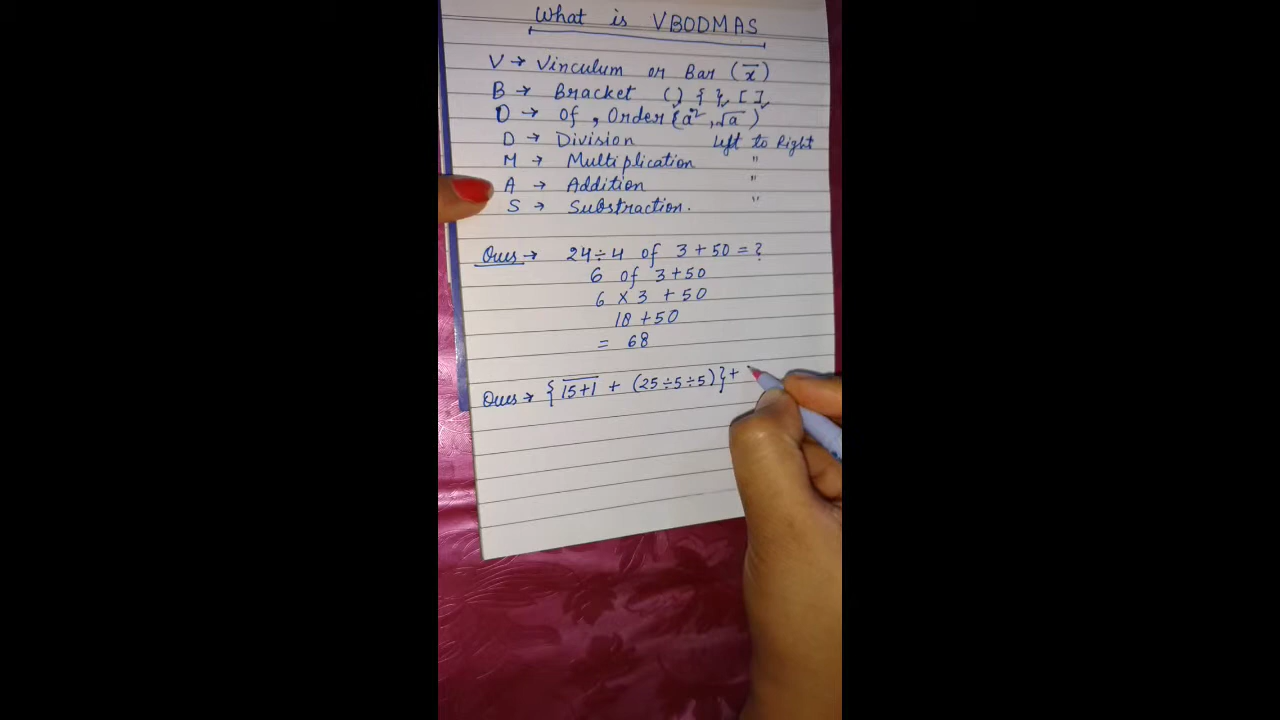 What is VBODMAS
V → Vinculum or Bar (x̅)
B → Bracket () { }, [ ],
O → Of, Order (a², √a)
D → Division Left to Right
M → Multiplication "
A → Addition "
S → Substraction. "
Ques → 24÷4 of 3+50 = ?
6 of 3+50
6 × 3 + 50
18 + 50
= 68
Ques → { 1̅5̅+̅1̅ + (25÷5÷5)} +